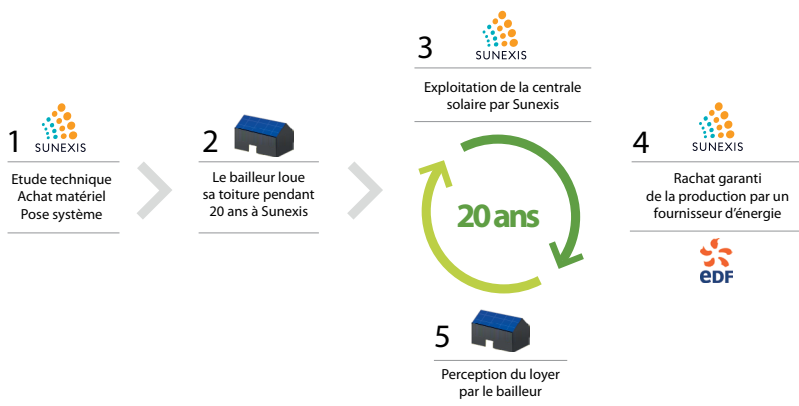 1
SUNEXIS
Etude technique
Achat matériel
Pose système
2
Le bailleur loue
sa toiture pendant
20 ans à Sunexis
3
SUNEXIS
Exploitation de la centrale
solaire par Sunexis
20 ans
4
SUNEXIS
Rachat garanti
de la production par un
fournisseur d'énergie
eDF
5
Perception du loyer
par le bailleur